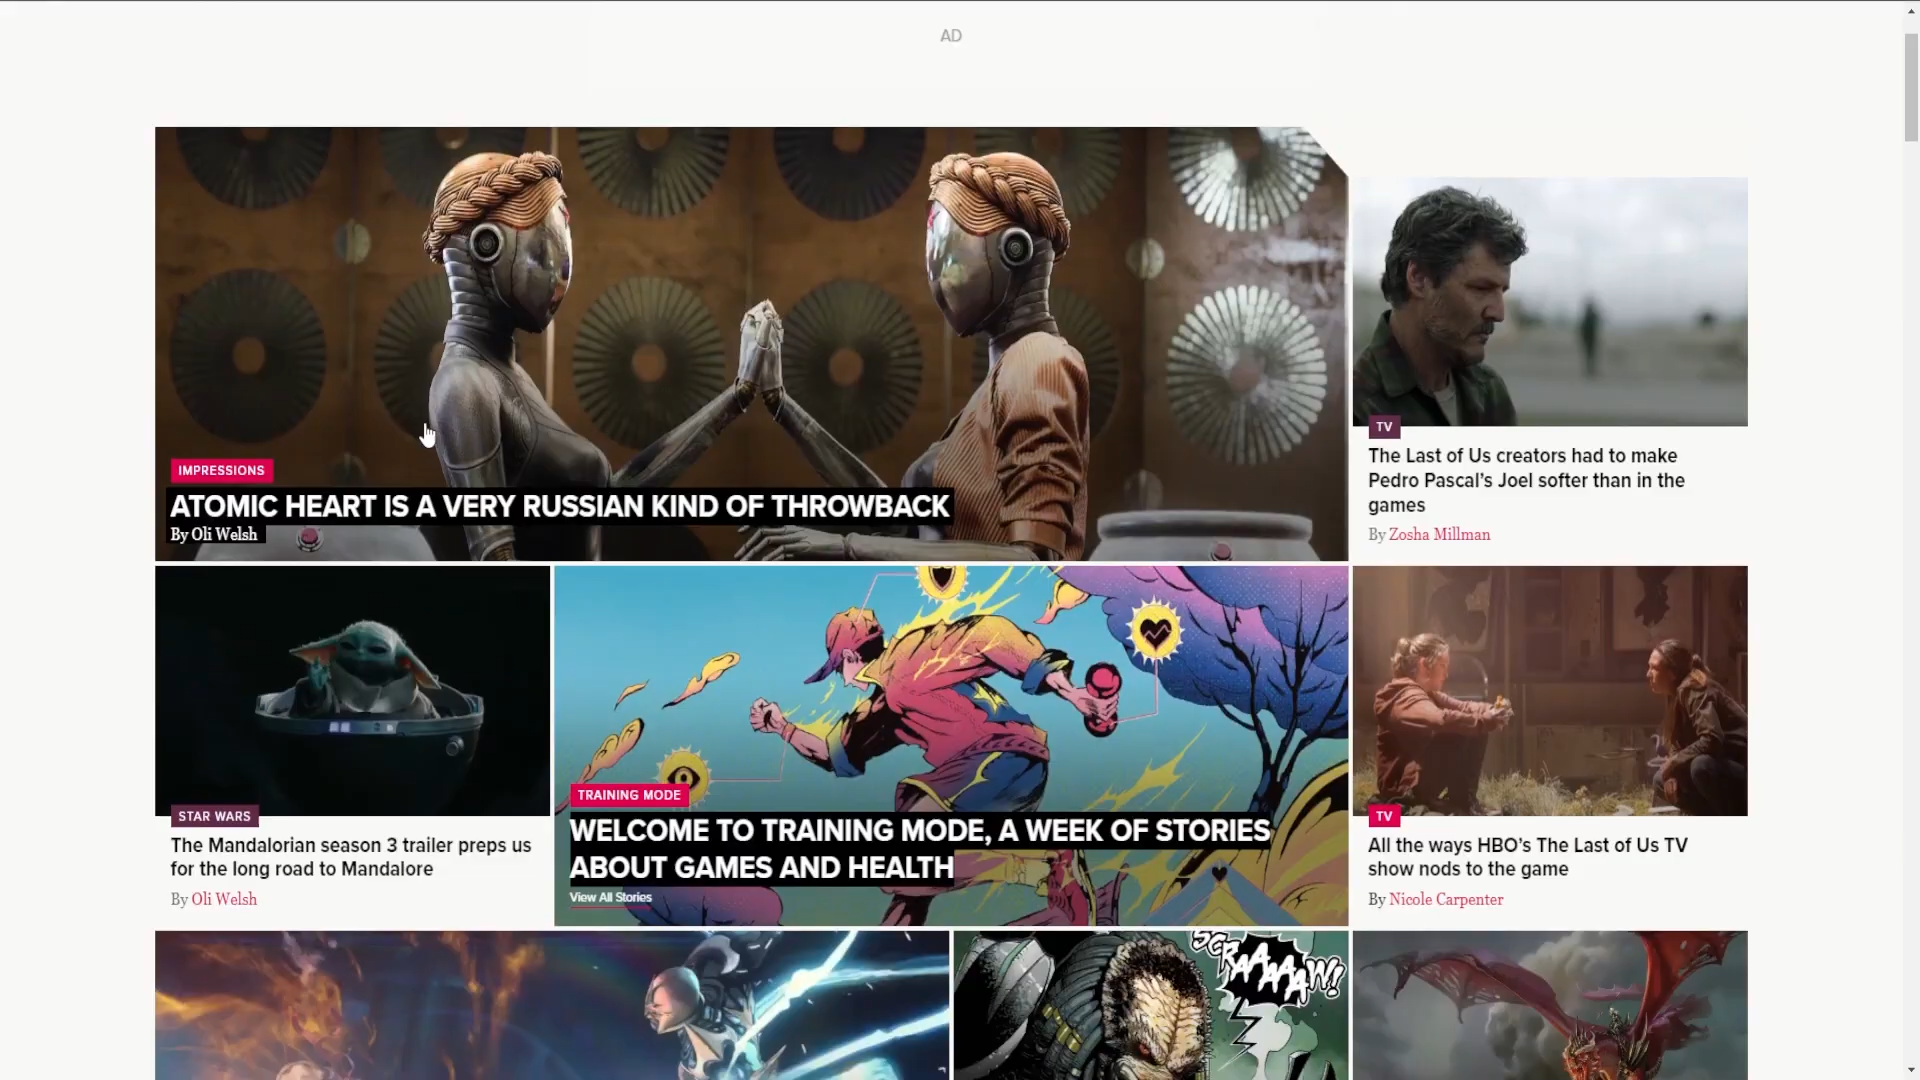 AD
IMPRESSIONS
ATOMIC HEART IS A VERY RUSSIAN KIND OF THROWBACK
By Oli Welsh
TV
The Last of Us creators had to make
Pedro Pascal’s Joel softer than in the
games
By Zosha Millman
STAR WARS
The Mandalorian season 3 trailer preps us
for the long road to Mandalore
By Oli Welsh
TRAINING MODE
WELCOME TO TRAINING MODE, A WEEK OF STORIES
ABOUT GAMES AND HEALTH
View All Stories
TV
All the ways HBO’s The Last of Us TV
show nods to the game
By Nicole Carpenter
SCRAAAAAW!